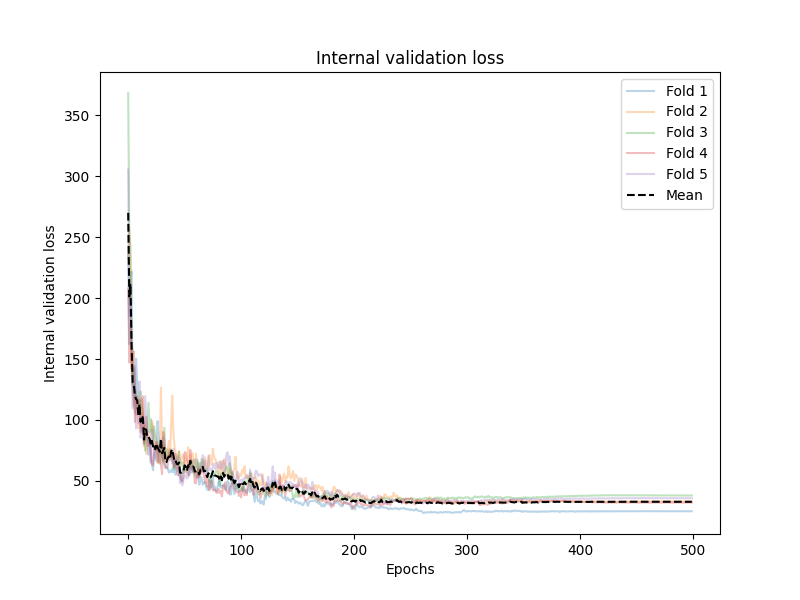 Internal validation loss
Fold 1
Fold 2
Fold 3
Fold 4
Fold 5
Mean
Internal validation loss
350
300
250
200
150
100
50
0 100 200 300 400 500
Epochs